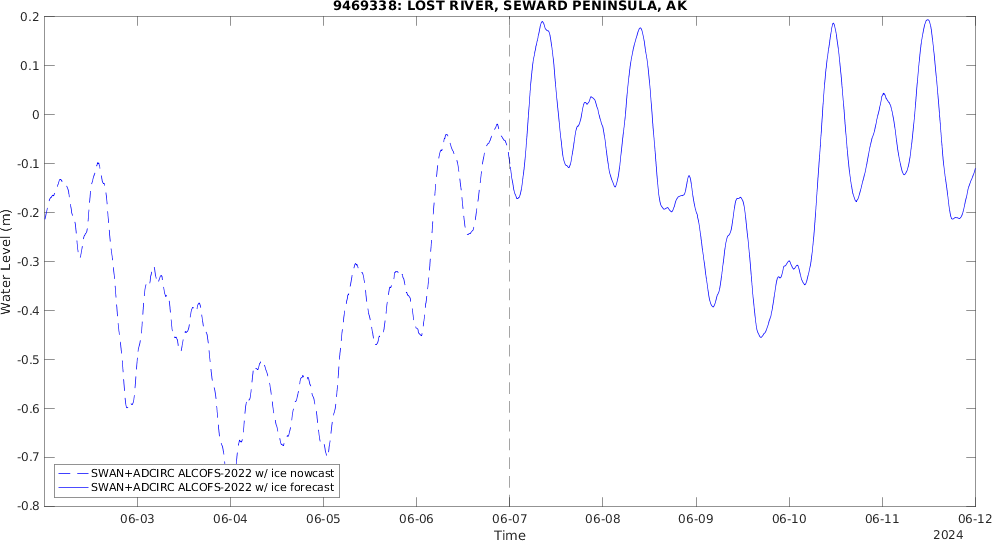 9469338: LOST RIVER, SEWARD PENINSULA, AK
0.2
0.1
0
-0.1
-0.2
-0.3
-0.4
-0.5
-0.6
-0.7
-0.8
Water Level (m)
SWAN+ADCIRC ALCOFS-2022 w/ ice nowcast
SWAN+ADCIRC ALCOFS-2022 w/ ice forecast
06-03 06-04 06-05 06-06 06-07 06-08 06-09 06-10 06-11 06-12
Time
2024